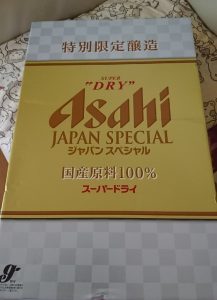 特別限定醸造
SUPER
"DRY"
Asahi
JAPAN SPECIAL
ジャパンスペシャル
国産原料100%
スーパードライ